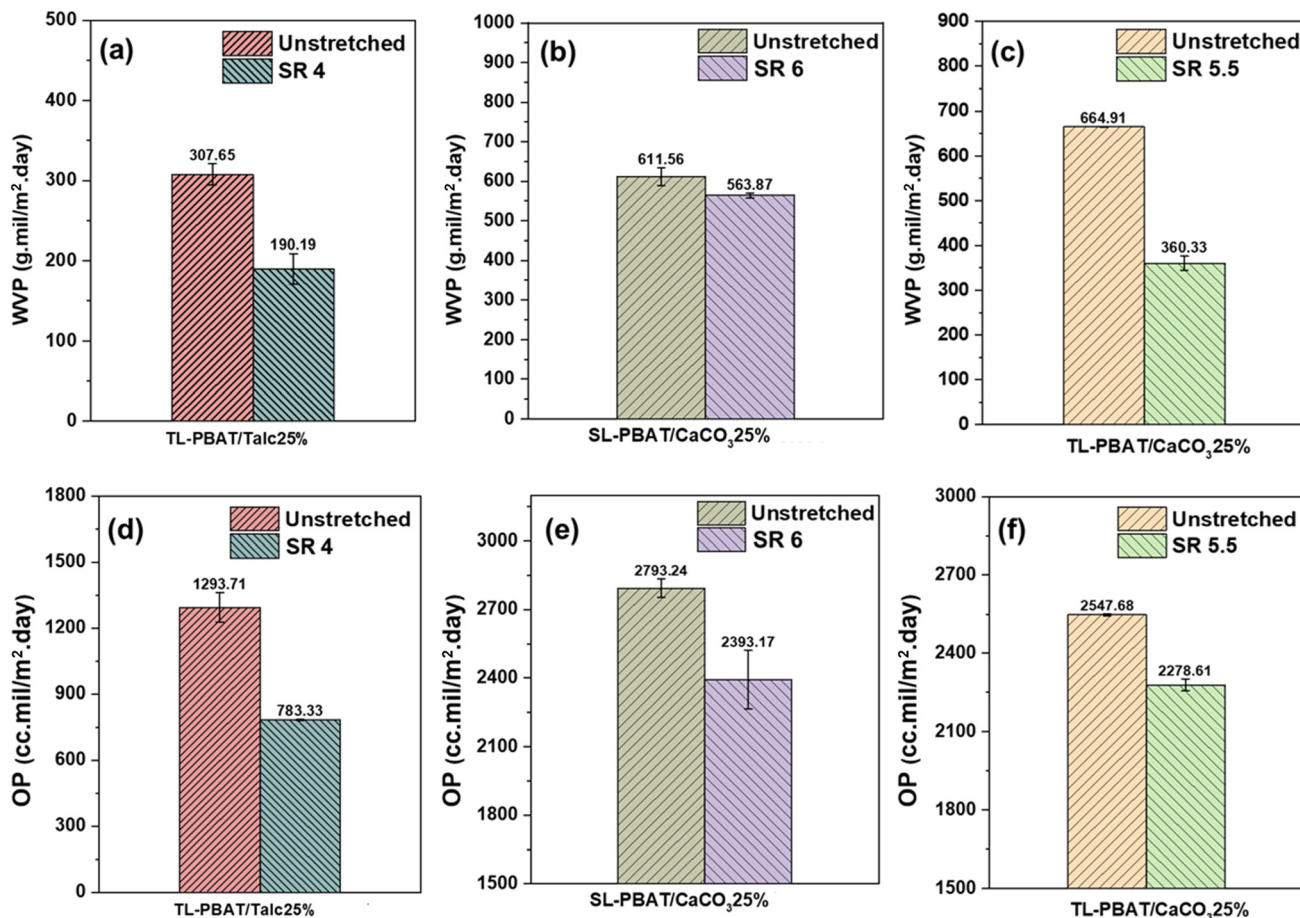 (a)
Unstretched
SR 4
WVP (g.mil/m².day)
500
400
300
200
100
0
307.65
190.19
TL-PBAT/Talc25%
(b)
Unstretched
SR 6
WVP (g.mil/m².day)
1000
900
800
700
600
500
400
300
200
100
0
611.56
563.87
SL-PBAT/CaCO₃25%
(c)
Unstretched
SR 5.5
WVP (g.mil/m².day)
900
800
700
600
500
400
300
200
100
0
664.91
360.33
TL-PBAT/CaCO₃25%
(d)
Unstretched
SR 4
OP (cc.mil/m².day)
1800
1500
1200
900
600
300
0
1293.71
783.33
TL-PBAT/Talc25%
(e)
Unstretched
SR 6
OP (cc.mil/m².day)
3000
2700
2400
2100
1800
1500
2793.24
2393.17
SL-PBAT/CaCO₃25%
(f)
Unstretched
SR 5.5
OP (cc.mil/m².day)
3000
2700
2400
2100
1800
1500
2547.68
2278.61
TL-PBAT/CaCO₃25%